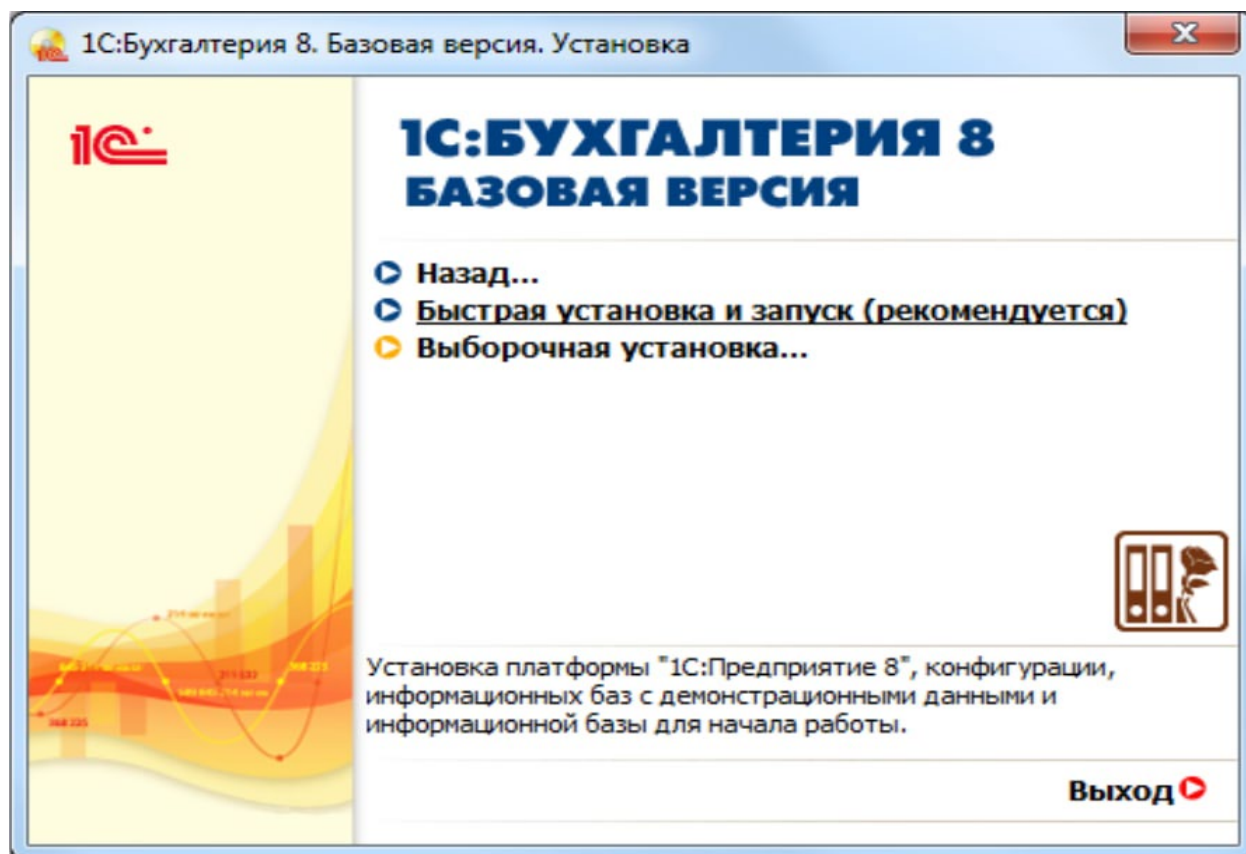 1С:Бухгалтерия 8. Базовая версия. Установка
1С
1С:БУХГАЛТЕРИЯ 8
БАЗОВАЯ ВЕРСИЯ
Назад...
Быстрая установка и запуск (рекомендуется)
Выборочная установка...
Установка платформы "1С:Предприятие 8", конфигурации,
информационных баз с демонстрационными данными и
информационной базы для начала работы.
Выход